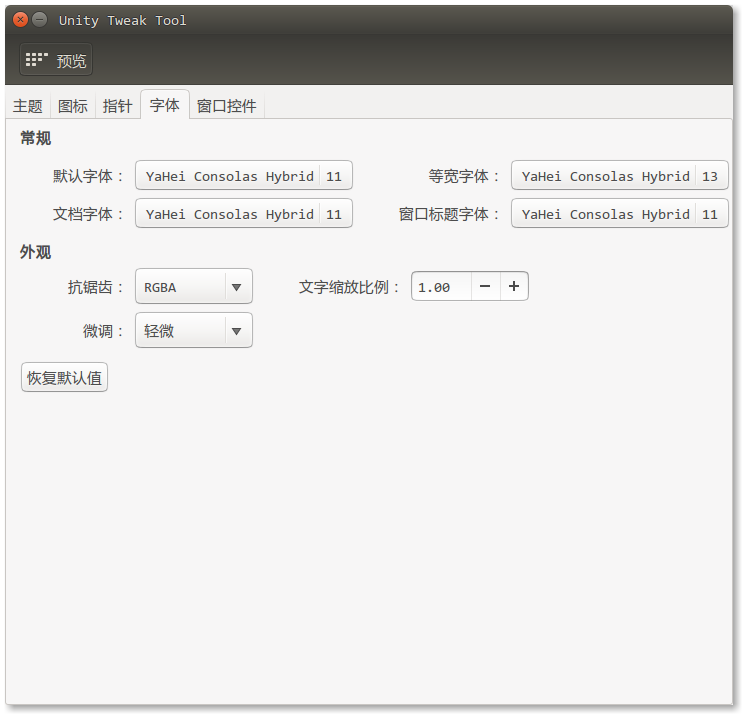 Unity Tweak Tool
预览
主题 图标 指针 字体 窗口控件
常规
默认字体： YaHei Consolas Hybrid 11 等宽字体： YaHei Consolas Hybrid 13
文档字体： YaHei Consolas Hybrid 11 窗口标题字体： YaHei Consolas Hybrid 11
外观
抗锯齿： RGBA 文字缩放比例： 1.00 − +
微调： 轻微
恢复默认值